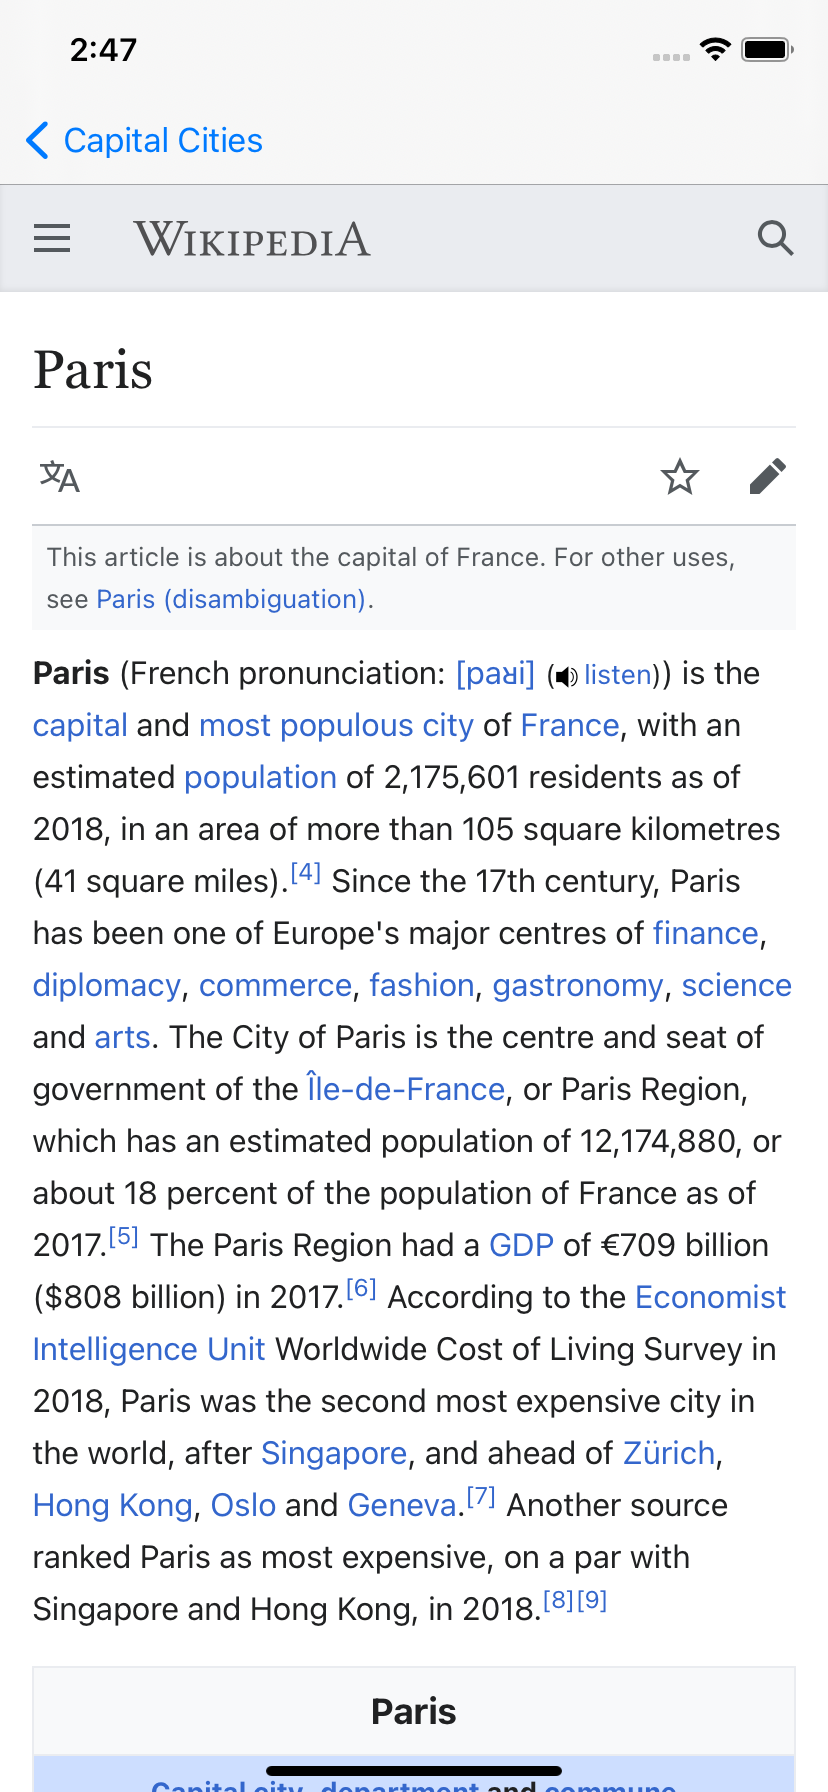 2:47
Capital Cities
WIKIPEDIA
Paris
文A
This article is about the capital of France. For other uses,
see Paris (disambiguation).
Paris (French pronunciation: [paʁi] (listen)) is the
capital and most populous city of France, with an
estimated population of 2,175,601 residents as of
2018, in an area of more than 105 square kilometres
(41 square miles).[4] Since the 17th century, Paris
has been one of Europe's major centres of finance,
diplomacy, commerce, fashion, gastronomy, science
and arts. The City of Paris is the centre and seat of
government of the Île-de-France, or Paris Region,
which has an estimated population of 12,174,880, or
about 18 percent of the population of France as of
2017.[5] The Paris Region had a GDP of €709 billion
($808 billion) in 2017.[6] According to the Economist
Intelligence Unit Worldwide Cost of Living Survey in
2018, Paris was the second most expensive city in
the world, after Singapore, and ahead of Zürich,
Hong Kong, Oslo and Geneva.[7] Another source
ranked Paris as most expensive, on a par with
Singapore and Hong Kong, in 2018.[8][9]
Paris
Capital city, department and commune